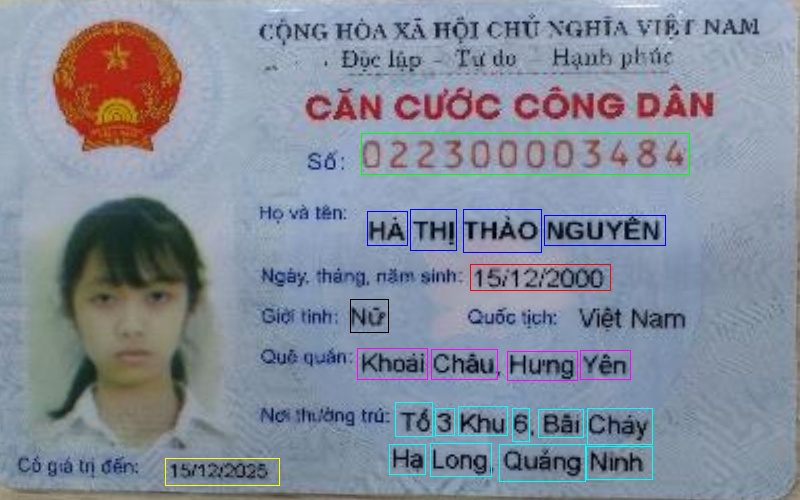 CỘNG HÒA XÃ HỘI CHỦ NGHĨA VIỆT NAM
Độc lập - Tự do - Hạnh phúc
CĂN CƯỚC CÔNG DÂN
Số: 022300003484
Họ và tên: HÀ THỊ THẢO NGUYÊN
Ngày, tháng, năm sinh: 15/12/2000
Giới tính: Nữ Quốc tịch: Việt Nam
Quê quán: Khoái Châu, Hưng Yên
Nơi thường trú: Tổ 3 Khu 6, Bãi Cháy
Hạ Long, Quảng Ninh
Có giá trị đến: 15/12/2025